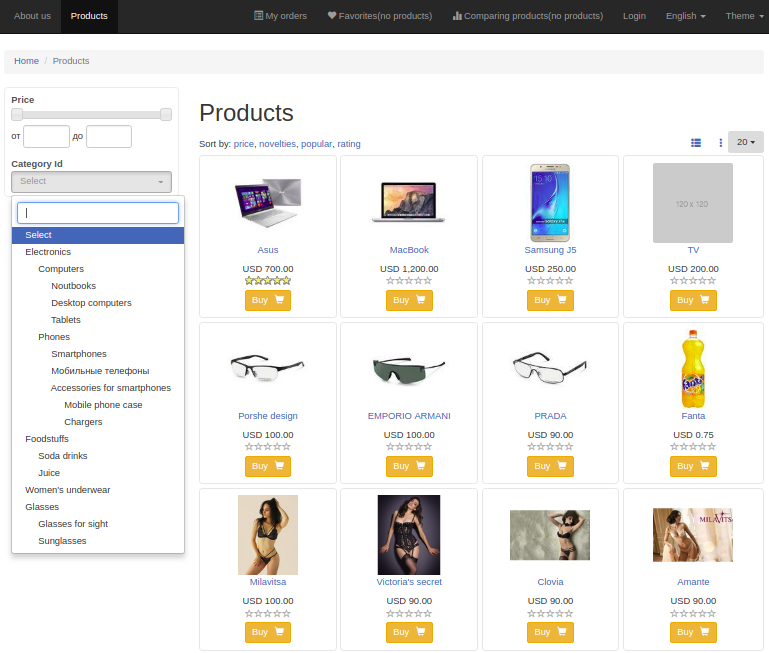 About us Products My orders Favorites(no products) Comparing products(no products) Login English Theme
Home / Products
Price
от до
Category Id
Select
Select
Electronics
Computers
Noutbooks
Desktop computers
Tablets
Phones
Smartphones
Мобильные телефоны
Accessories for smartphones
Mobile phone case
Chargers
Foodstuffs
Soda drinks
Juice
Women's underwear
Glasses
Glasses for sight
Sunglasses
Products
Sort by: price, novelties, popular, rating
20
15:10
120 x 120
Asus MacBook Samsung J5 TV
USD 700.00 USD 1,200.00 USD 250.00 USD 200.00
Buy Buy Buy Buy
Fanta
Porshe design EMPORIO ARMANI PRADA Fanta
USD 100.00 USD 100.00 USD 90.00 USD 0.75
Buy Buy Buy Buy
MILAVITSA
Milavitsa Victoria's secret Clovia Amante
USD 100.00 USD 90.00 USD 90.00 USD 90.00
Buy Buy Buy Buy